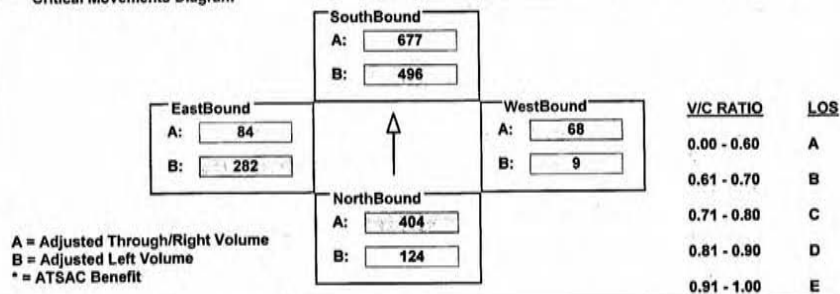 Critical Movements Diagram
SouthBound
A: 677
B: 496
EastBound
A: 84
B: 282
WestBound
A: 68
B: 9
NorthBound
A: 404
B: 124
A = Adjusted Through/Right Volume
B = Adjusted Left Volume
* = ATSAC Benefit
V/C RATIO LOS
0.00 - 0.60 A
0.61 - 0.70 B
0.71 - 0.80 C
0.81 - 0.90 D
0.91 - 1.00 E